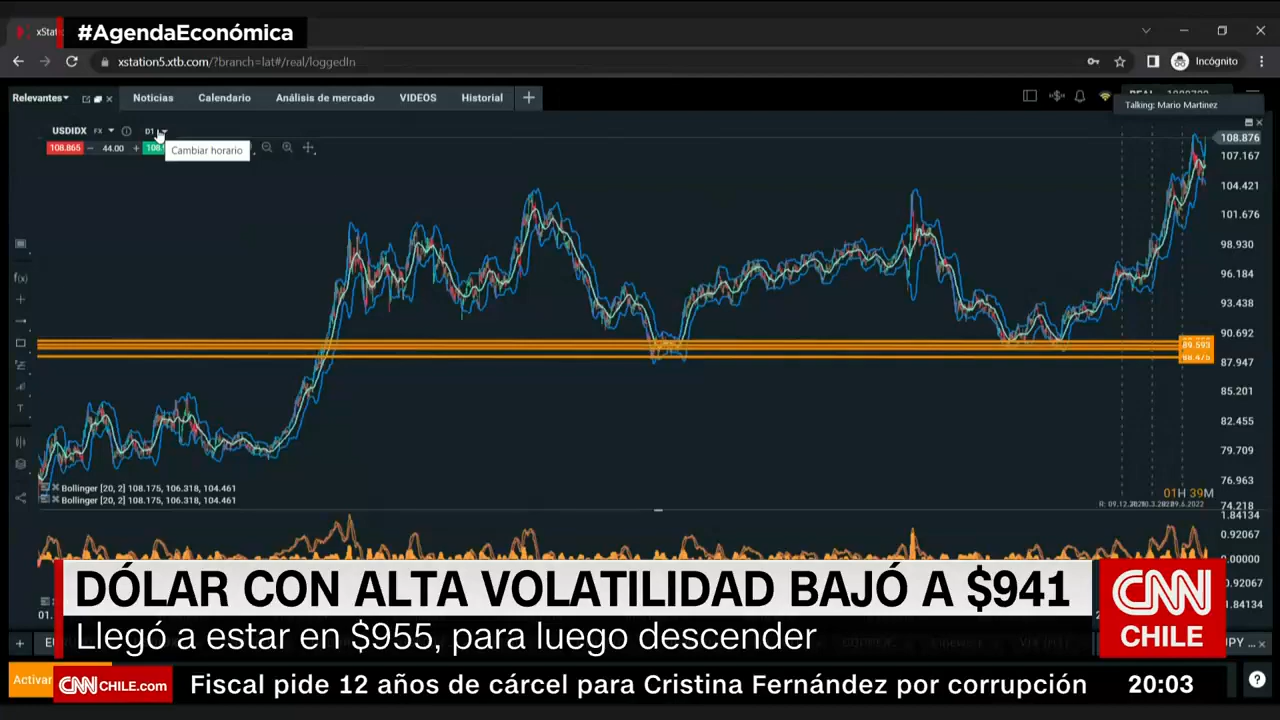 #AgendaEconómica
xstation5.xtb.com/?branch=lat#/real/loggedIn
Incógnito
Relevantes
Noticias
Calendario
Análisis de mercado
VIDEOS
Historial
Talking: Mario Martinez
USDIDX FX D1
108.865 44.00
Cambiar horario
108.876
107.167
104.421
101.676
98.930
96.184
93.438
90.692
89.593
87.947
85.201
82.455
79.709
76.963
74.218
Bollinger [20, 2] 108.175, 106.318, 104.461
Bollinger [20, 2] 108.175, 106.318, 104.461
01H 39M
1.84134
0.92067
0.00000
DÓLAR CON ALTA VOLATILIDAD BAJÓ A $941
Llegó a estar en $955, para luego descender
CNN
CHILE
Activar
CNNCHILE.com
Fiscal pide 12 años de cárcel para Cristina Fernández por corrupción
20:03